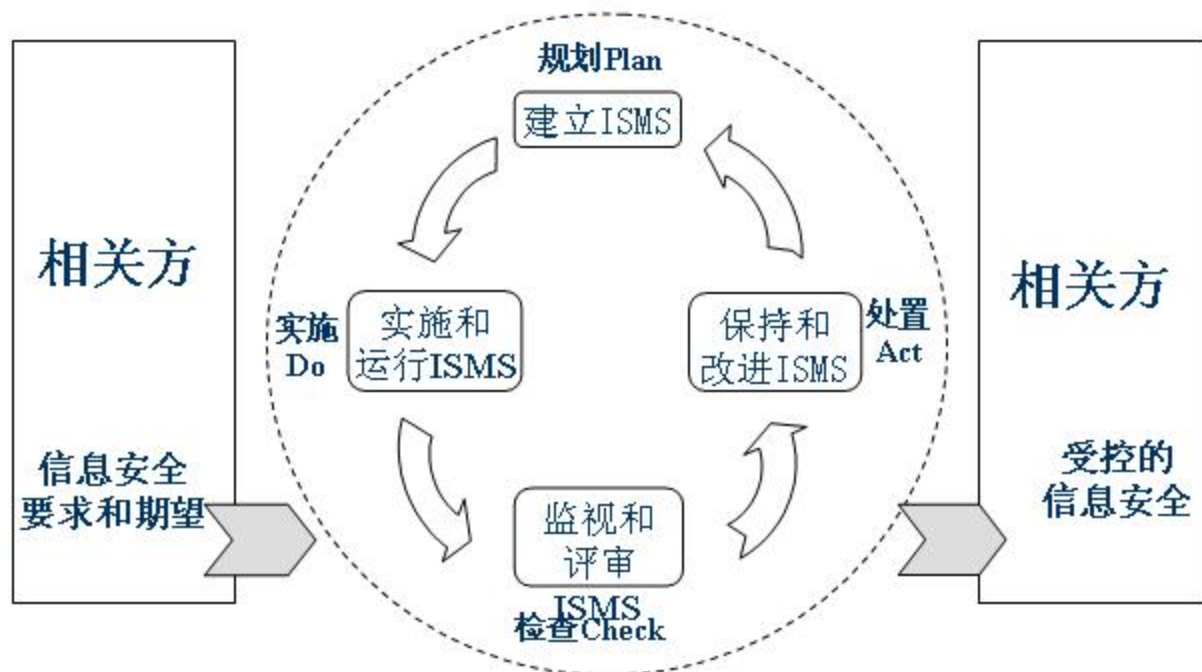 相关方
信息安全
要求和期望
规划Plan
建立ISMS
实施
Do
实施和
运行ISMS
监视和
评审
ISMS
检查Check
保持和
改进ISMS
处置
Act
相关方
受控的
信息安全